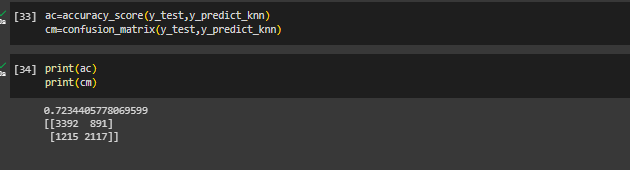 [33] ac=accuracy_score(y_test,y_predict_knn)
cm=confusion_matrix(y_test,y_predict_knn)
[34] print(ac)
print(cm)
0.7234405778069599
[[3392  891]
 [1215 2117]]